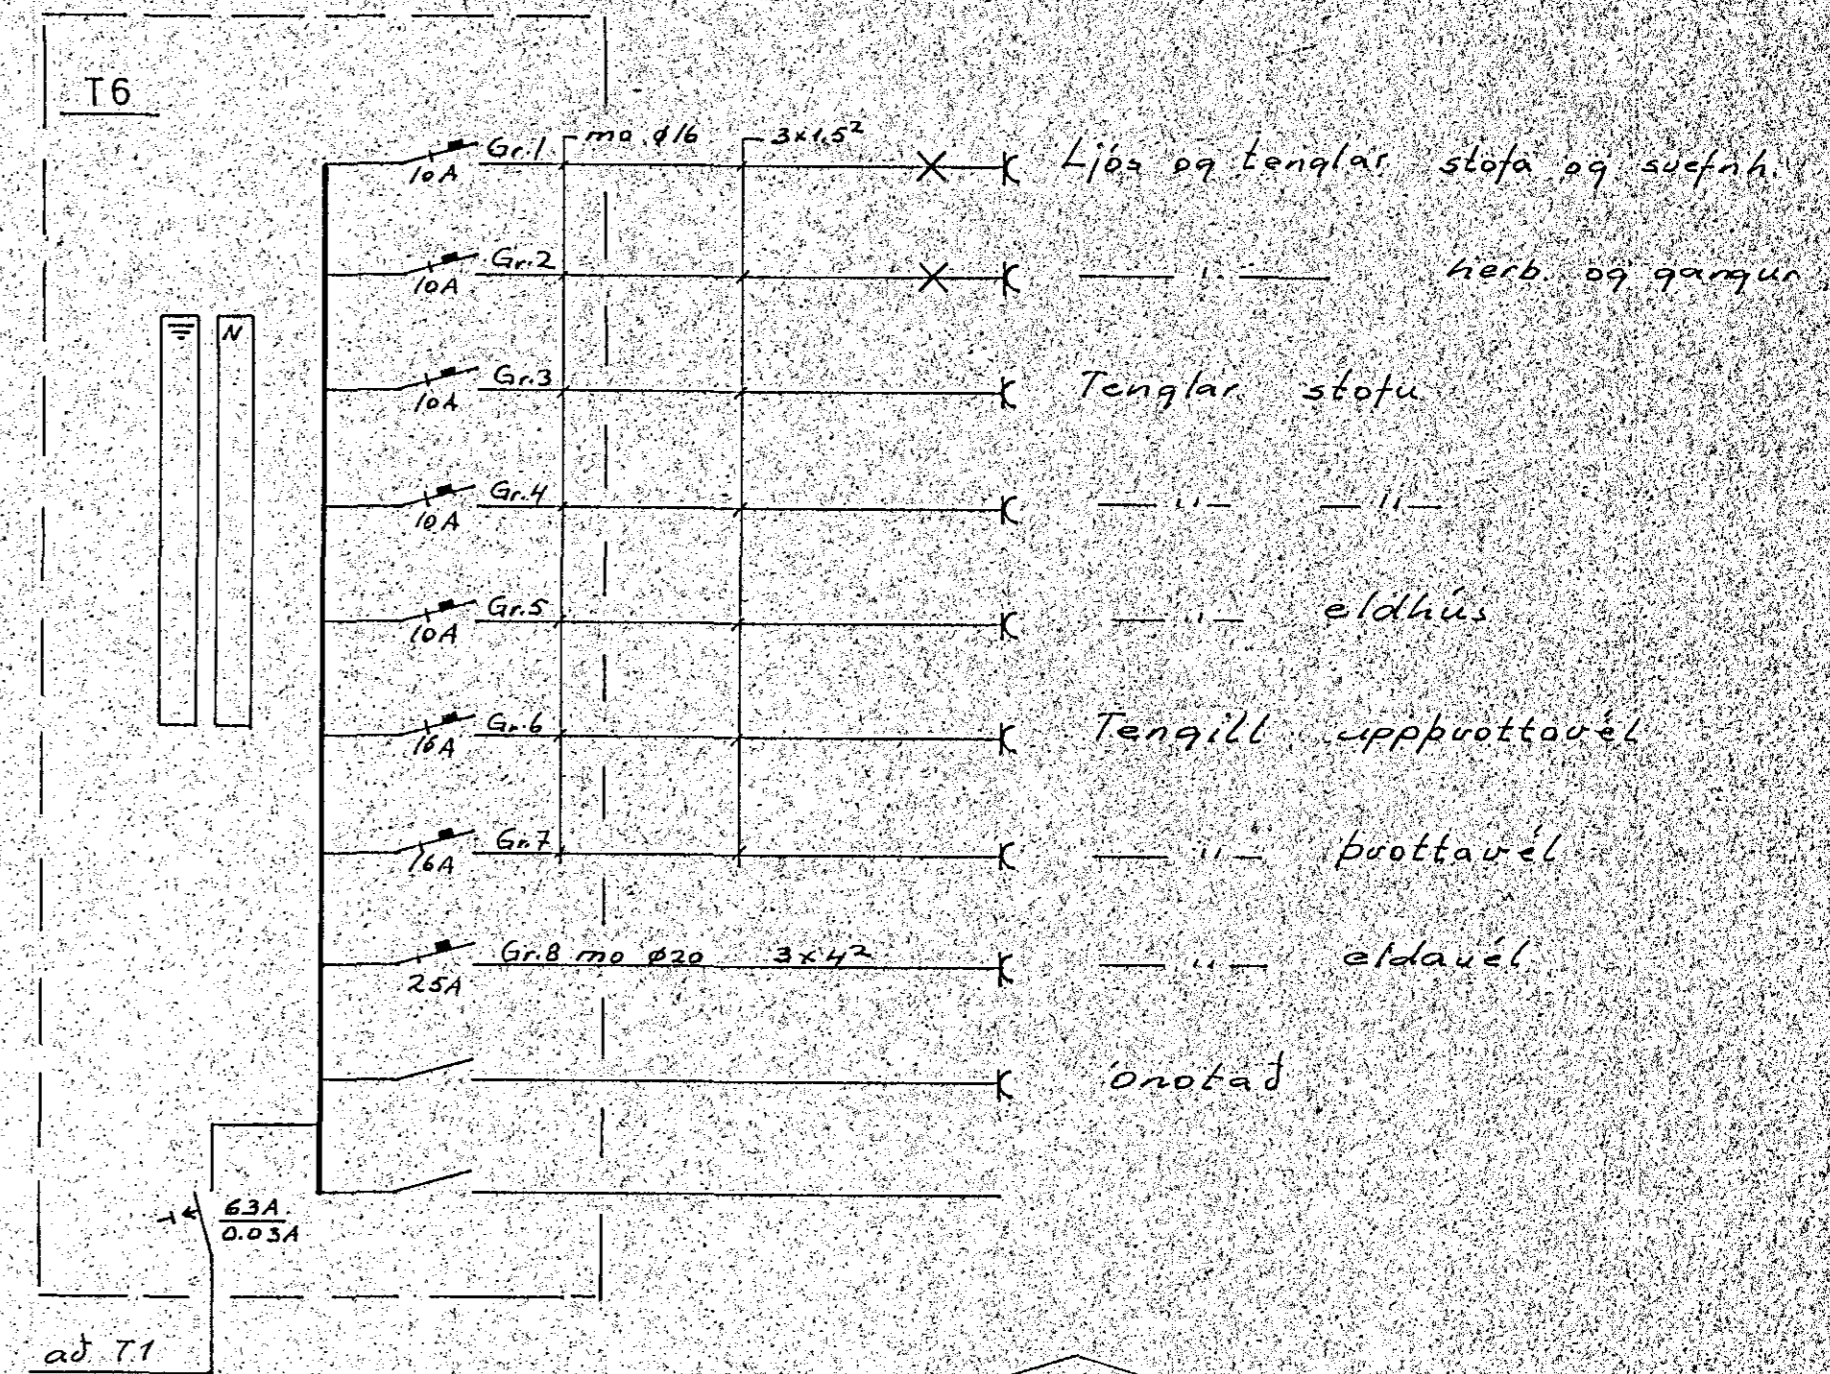 T6
Gr.1 mo ø16 3x1,5² Ljós og tenglar stofa og svefnh.
10A
Gr.2 — " — herb. og gangur
10A
N
Gr.3 Tenglar stofu
10A
Gr.4 — " — — " —
10A
Gr.5 — " — eldhús
10A
Gr.6 Tengill uppþvottavél
16A
Gr.7 — " — þvottavél
16A
Gr.8 mo ø20 3x4² — " — eldavél
25A
ónotað
63A
0.03A
að T1